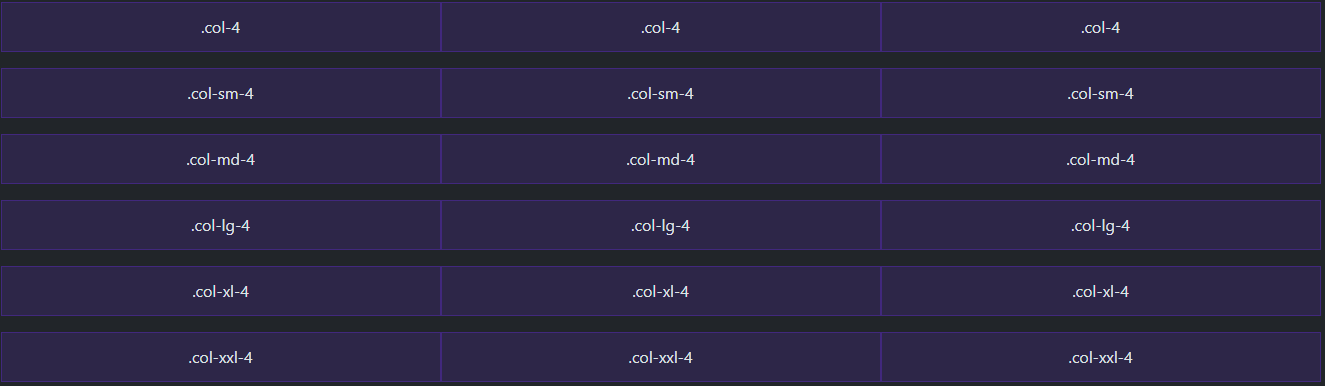 .col-4 .col-4 .col-4
.col-sm-4 .col-sm-4 .col-sm-4
.col-md-4 .col-md-4 .col-md-4
.col-lg-4 .col-lg-4 .col-lg-4
.col-xl-4 .col-xl-4 .col-xl-4
.col-xxl-4 .col-xxl-4 .col-xxl-4